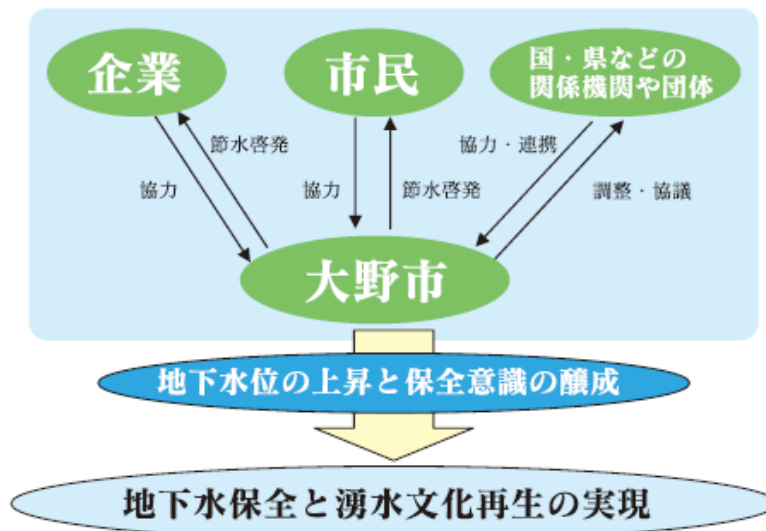 企業
市民
国・県などの
関係機関や団体
節水啓発
協力
協力
節水啓発
協力・連携
調整・協議
大野市
地下水位の上昇と保全意識の醸成
地下水保全と湧水文化再生の実現